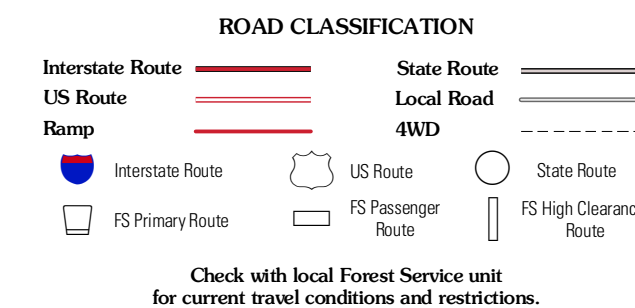 ROAD CLASSIFICATION
Interstate Route
State Route
US Route
Local Road
Ramp
4WD
Interstate Route
US Route
State Route
FS Primary Route
FS Passenger
Route
FS High Clearanc
Route
Check with local Forest Service unit
for current travel conditions and restrictions.